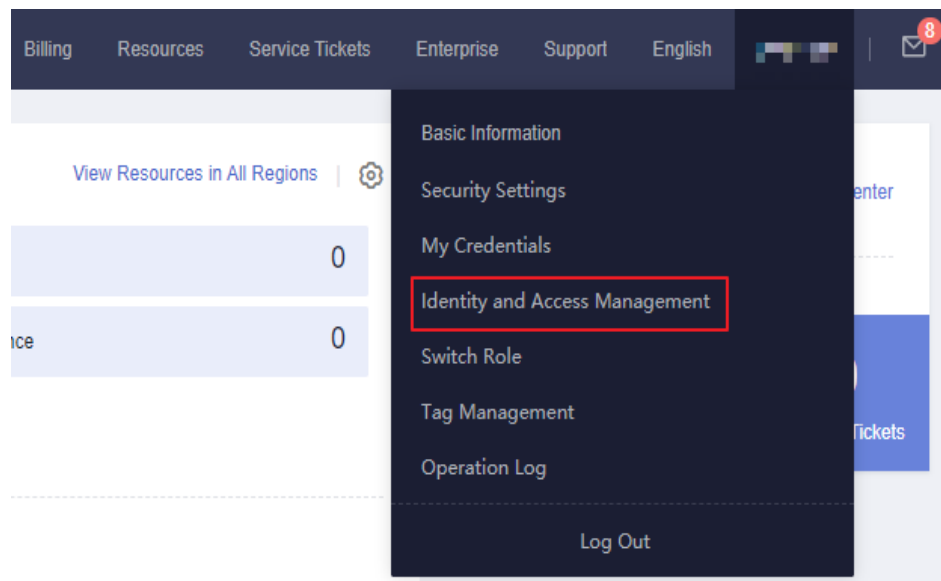 Billing Resources Service Tickets Enterprise Support English 8
Basic Information
View Resources in All Regions
Security Settings
enter
My Credentials
0
Identity and Access Management
nce 0
Switch Role
Tag Management
Tickets
Operation Log
Log Out